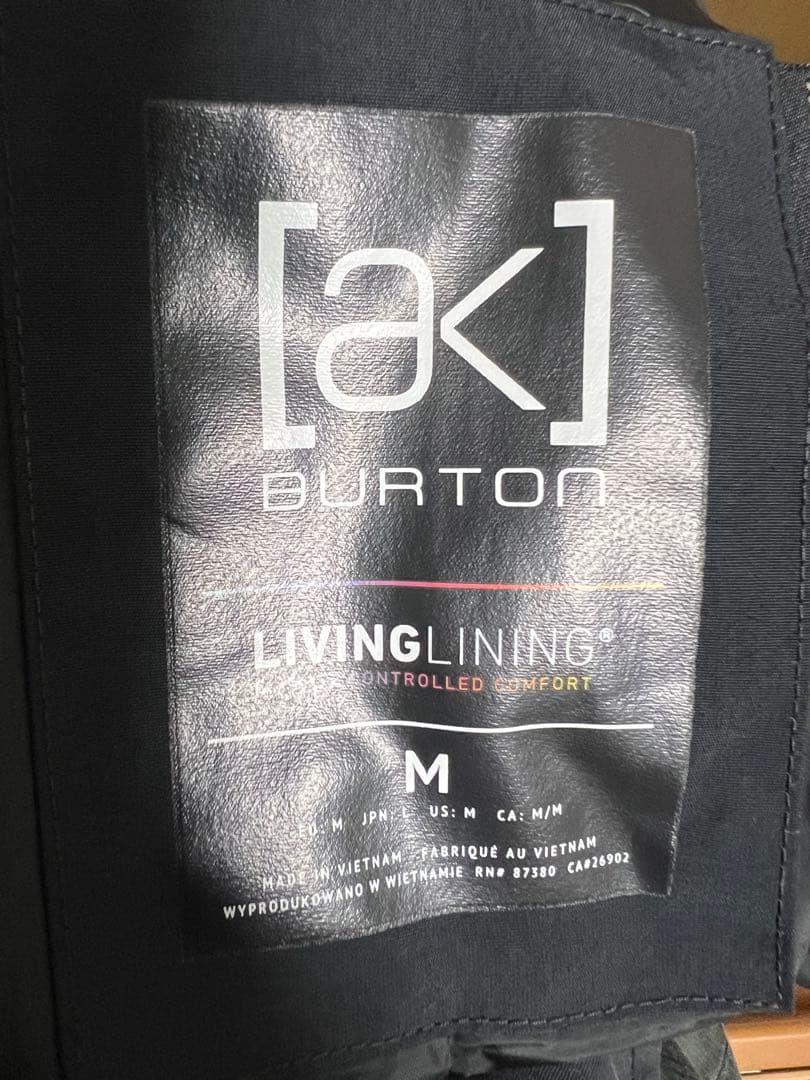 [ak]
BURTON
LIVINGLINING®
CONTROLLED COMFORT
M
EU: M JPN: L US: M CA: M/M
MADE IN VIETNAM FABRIQUÉ AU VIETNAM
WYPRODUKOWANO W WIETNAMIE RN# 87380 CA#26902